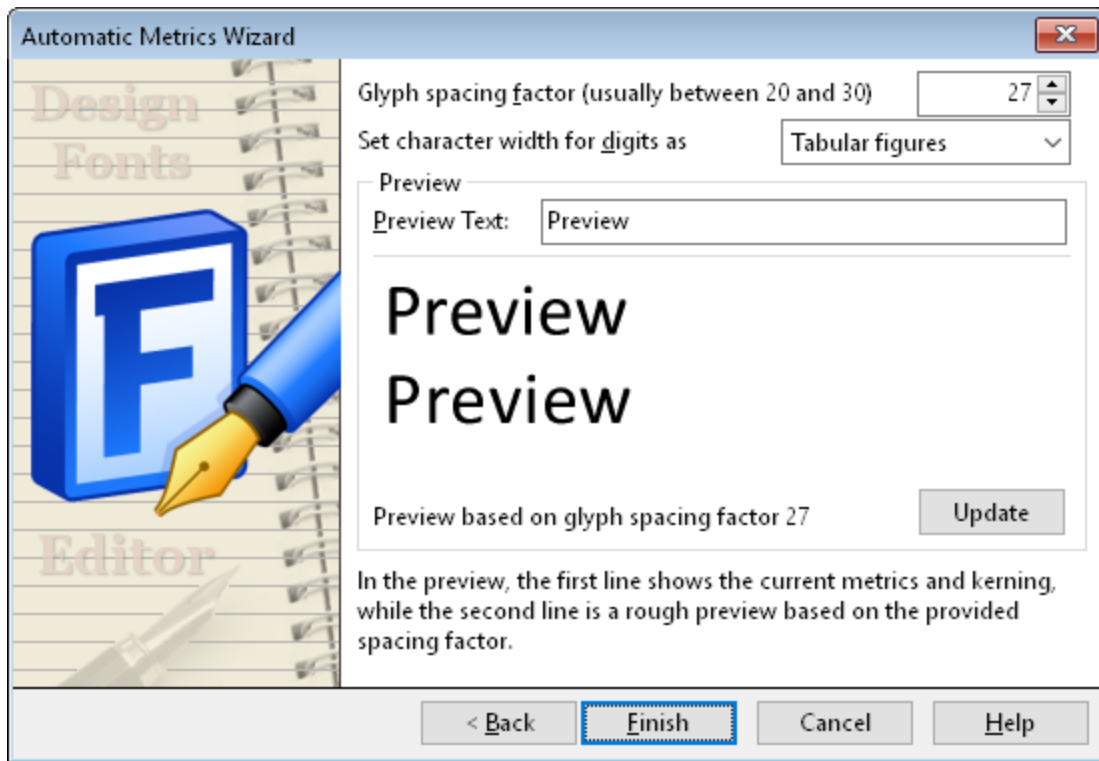 Automatic Metrics Wizard
Design
Fonts
F
Editor
Glyph spacing factor (usually between 20 and 30) 27
Set character width for digits as Tabular figures
Preview
Preview Text: Preview
Preview
Preview
Preview based on glyph spacing factor 27 Update
In the preview, the first line shows the current metrics and kerning,
while the second line is a rough preview based on the provided
spacing factor.
< Back Finish Cancel Help